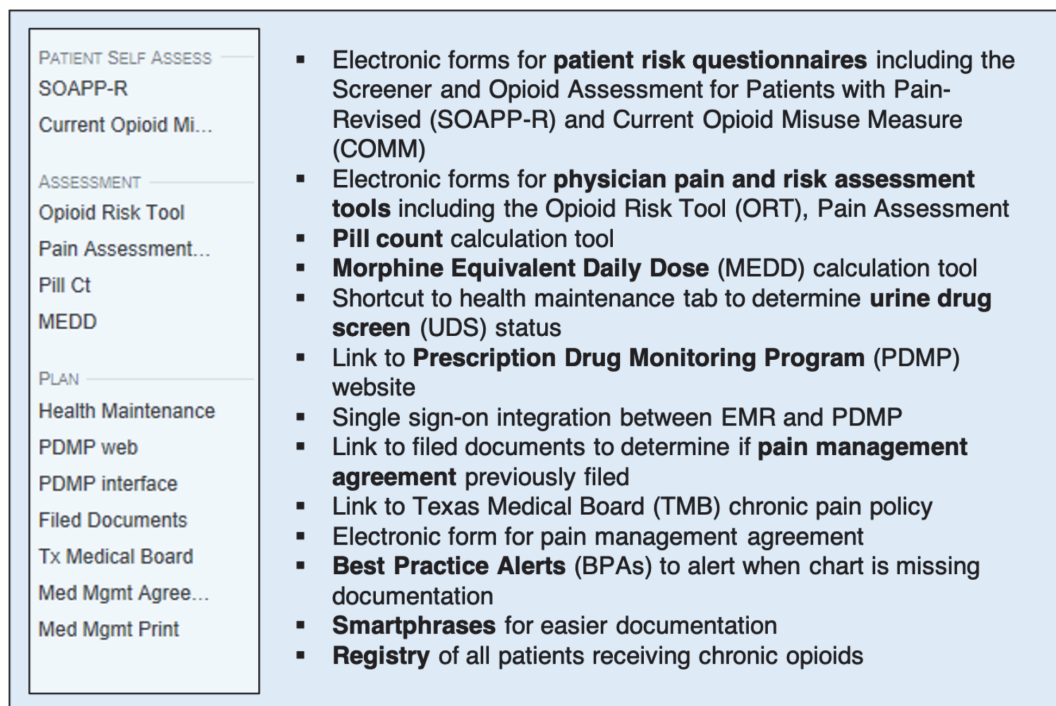 PATIENT SELF ASSESS
SOAPP-R
Current Opioid Mi...
ASSESSMENT
Opioid Risk Tool
Pain Assessment...
Pill Ct
MEDD
PLAN
Health Maintenance
PDMP web
PDMP interface
Filed Documents
Tx Medical Board
Med Mgmt Agree...
Med Mgmt Print
▪ Electronic forms for patient risk questionnaires including the
Screener and Opioid Assessment for Patients with Pain-
Revised (SOAPP-R) and Current Opioid Misuse Measure
(COMM)
▪ Electronic forms for physician pain and risk assessment
tools including the Opioid Risk Tool (ORT), Pain Assessment
▪ Pill count calculation tool
▪ Morphine Equivalent Daily Dose (MEDD) calculation tool
▪ Shortcut to health maintenance tab to determine urine drug
screen (UDS) status
▪ Link to Prescription Drug Monitoring Program (PDMP)
website
▪ Single sign-on integration between EMR and PDMP
▪ Link to filed documents to determine if pain management
agreement previously filed
▪ Link to Texas Medical Board (TMB) chronic pain policy
▪ Electronic form for pain management agreement
▪ Best Practice Alerts (BPAs) to alert when chart is missing
documentation
▪ Smartphrases for easier documentation
▪ Registry of all patients receiving chronic opioids